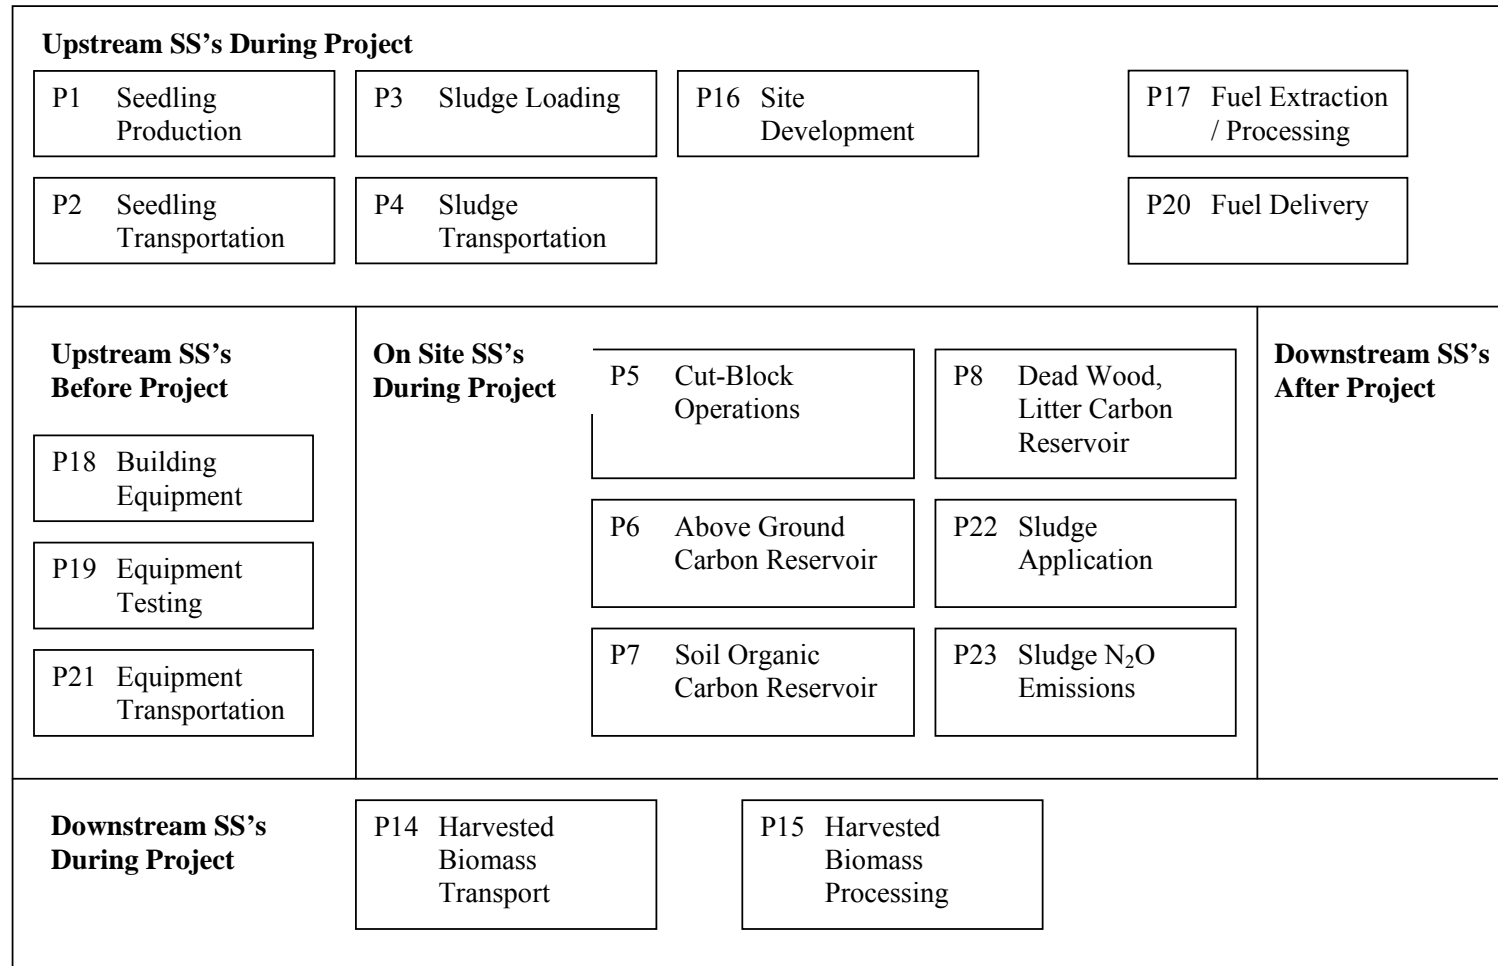 Upstream SS's During Project
P1 Seedling
Production
P3 Sludge Loading
P16 Site
Development
P17 Fuel Extraction
/ Processing
P2 Seedling
Transportation
P4 Sludge
Transportation
P20 Fuel Delivery
Upstream SS's
Before Project
P18 Building
Equipment
P19 Equipment
Testing
P21 Equipment
Transportation
On Site SS's
During Project
P5 Cut-Block
Operations
P8 Dead Wood,
Litter Carbon
Reservoir
P6 Above Ground
Carbon Reservoir
P22 Sludge
Application
P7 Soil Organic
Carbon Reservoir
P23 Sludge N₂O
Emissions
Downstream SS's
After Project
Downstream SS's
During Project
P14 Harvested
Biomass
Transport
P15 Harvested
Biomass
Processing